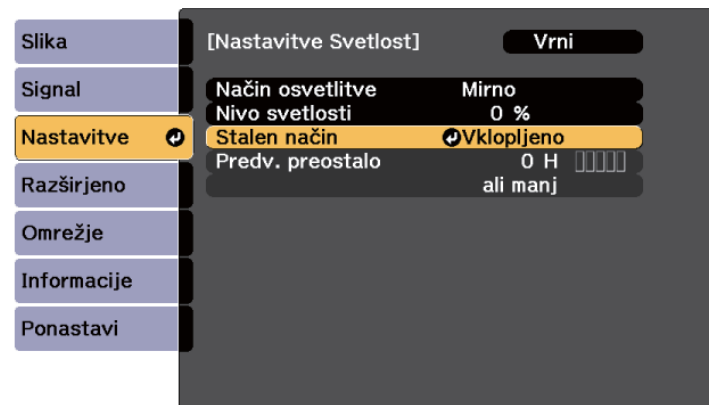 Slika
Signal
Nastavitve
Razširjeno
Omrežje
Informacije
Ponastavi
[Nastavitve Svetlost] Vrni
Način osvetlitve Mirno
Nivo svetlosti 0 %
Stalen način Vklopljeno
Predv. preostalo 0 H
ali manj